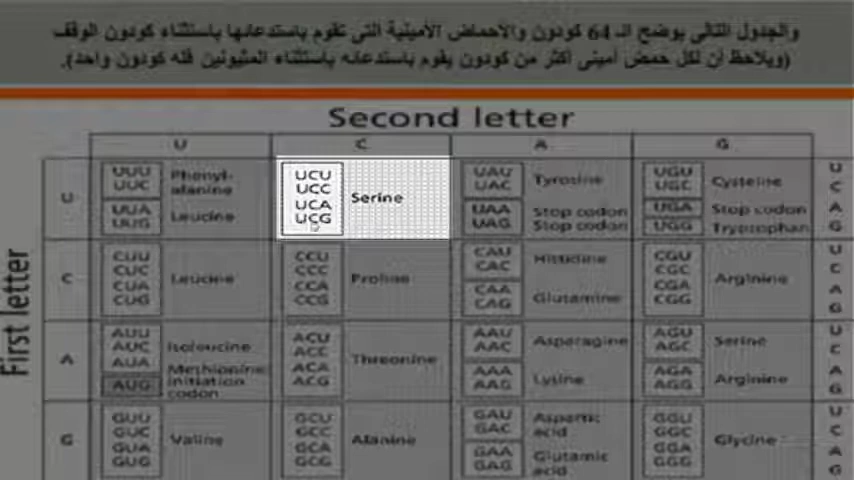 والجدول التالى يوضح الـ 64 كودون والأحماض الأمينية التى تقوم باستدعائها باستثناء كودون الوقف
(ويلاحظ أن لكل حمض أمينى أكثر من كودون يقوم باستدعائه باستثناء المثيونين فله كودون واحد).
Second letter
U C A G
First letter
U
UUU
UUC
Phenyl-
alanine
UUA
UUG
Leucine
UCU
UCC
UCA
UCG
Serine
UAU
UAC
Tyrosine
UAA
UAG
Stop codon
Stop codon
UGU
UGC
Cysteine
UGA
Stop codon
UGG
Tryptophan
U
C
A
G
C
CUU
CUC
CUA
CUG
Leucine
CCU
CCC
CCA
CCG
Proline
CAU
CAC
Histidine
CAA
CAG
Glutamine
CGU
CGC
CGA
CGG
Arginine
U
C
A
G
A
AUU
AUC
AUA
Isoleucine
AUG
Methionine
initiation
codon
ACU
ACC
ACA
ACG
Threonine
AAU
AAC
Asparagine
AAA
AAG
Lysine
AGU
AGC
Serine
AGA
AGG
Arginine
U
C
A
G
G
GUU
GUC
GUA
GUG
Valine
GCU
GCC
GCA
GCG
Alanine
GAU
GAC
Aspartic
acid
GAA
GAG
Glutamic
acid
GGU
GGC
GGA
GGG
Glycine
U
C
A
G